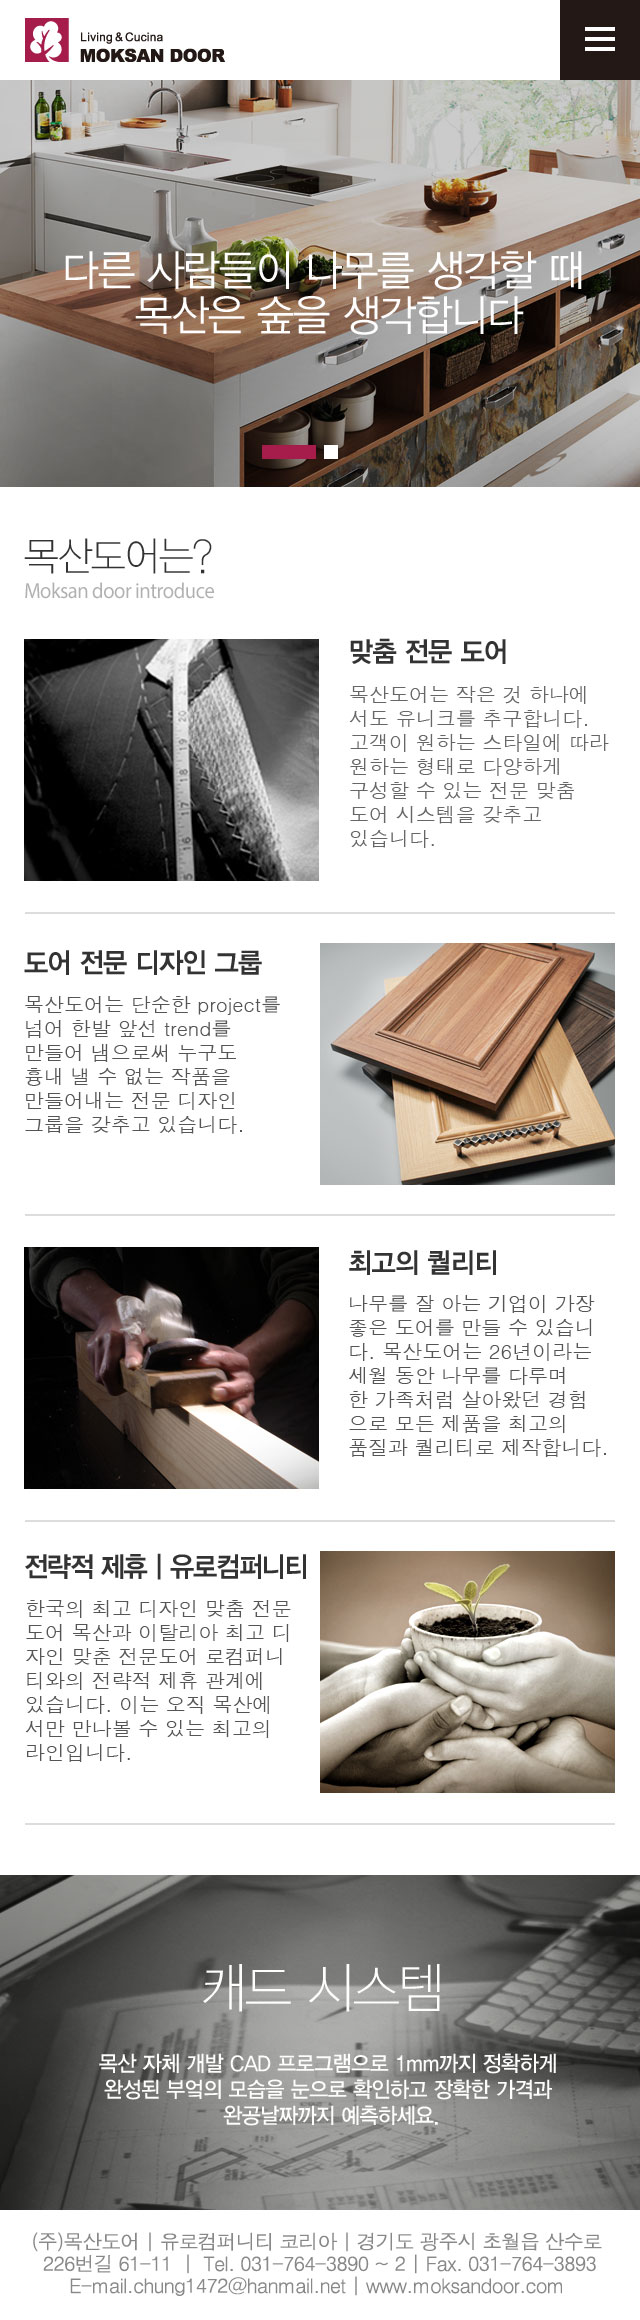 Living & Cucina
MOKSAN DOOR
다른 사람들이 나무를 생각할 때
목산은 숲을 생각합니다
목산도어는?
Moksan door introduce
맞춤 전문 도어
목산도어는 작은 것 하나에
서도 유니크를 추구합니다.
고객이 원하는 스타일에 따라
원하는 형태로 다양하게
구성할 수 있는 전문 맞춤
도어 시스템을 갖추고
있습니다.
도어 전문 디자인 그룹
목산도어는 단순한 project를
넘어 한발 앞선 trend를
만들어 냄으로써 누구도
흉내 낼 수 없는 작품을
만들어내는 전문 디자인
그룹을 갖추고 있습니다.
최고의 퀄리티
나무를 잘 아는 기업이 가장
좋은 도어를 만들 수 있습니
다. 목산도어는 26년이라는
세월 동안 나무를 다루며
한 가족처럼 살아왔던 경험
으로 모든 제품을 최고의
품질과 퀄리티로 제작합니다.
전략적 제휴 | 유로컴퍼니티
한국의 최고 디자인 맞춤 전문
도어 목산과 이탈리아 최고 디
자인 맞춘 전문도어 로컴퍼니
티와의 전략적 제휴 관계에
있습니다. 이는 오직 목산에
서만 만나볼 수 있는 최고의
라인입니다.
캐드 시스템
목산 자체 개발 CAD 프로그램으로 1mm까지 정확하게
완성된 부엌의 모습을 눈으로 확인하고 장확한 가격과
완공날짜까지 예측하세요.
(주)목산도어 | 유로컴퍼니티 코리아 | 경기도 광주시 초월읍 산수로
226번길 61-11 | Tel. 031-764-3890 ~ 2 | Fax. 031-764-3893
E-mail.chung1472@hanmail.net | www.moksandoor.com